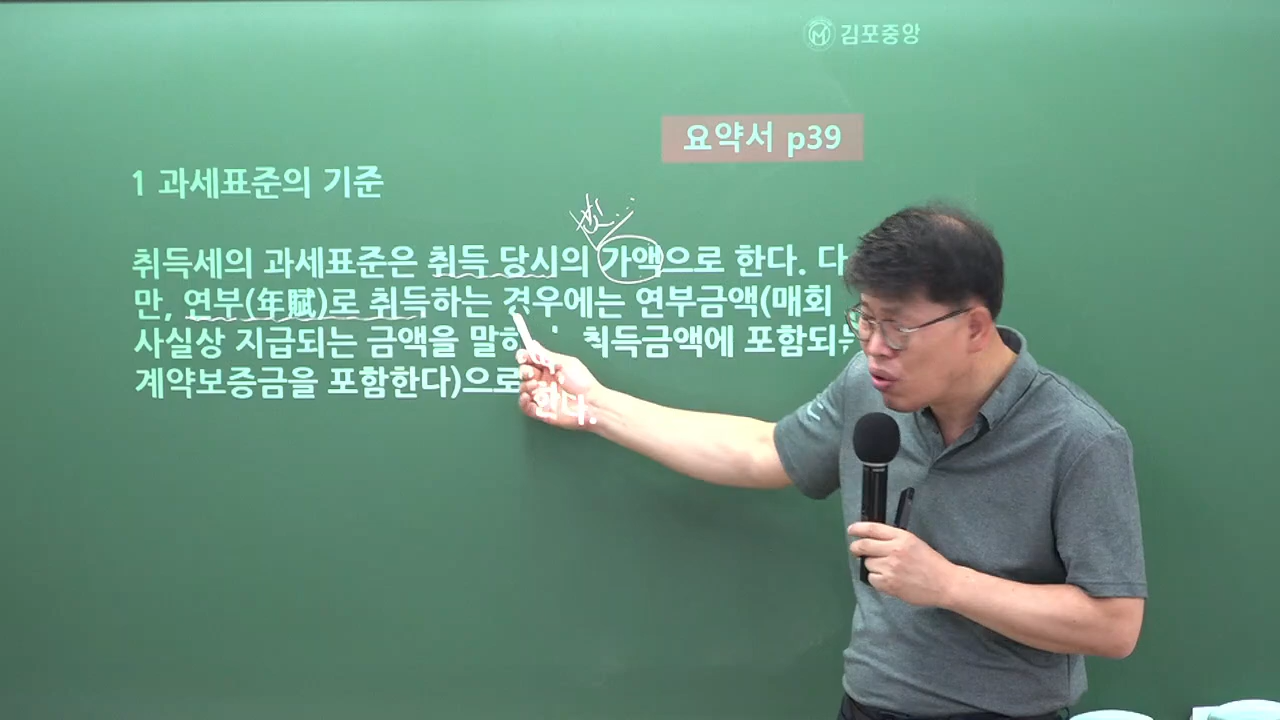 김포중앙
요약서 p39
1 과세표준의 기준
취득세의 과세표준은 취득 당시의 가액으로 한다. 다
만, 연부(年賦)로 취득하는 경우에는 연부금액(매회
사실상 지급되는 금액을 취득금액에 포함되는
계약보증금을 포함한다)으로 한다.